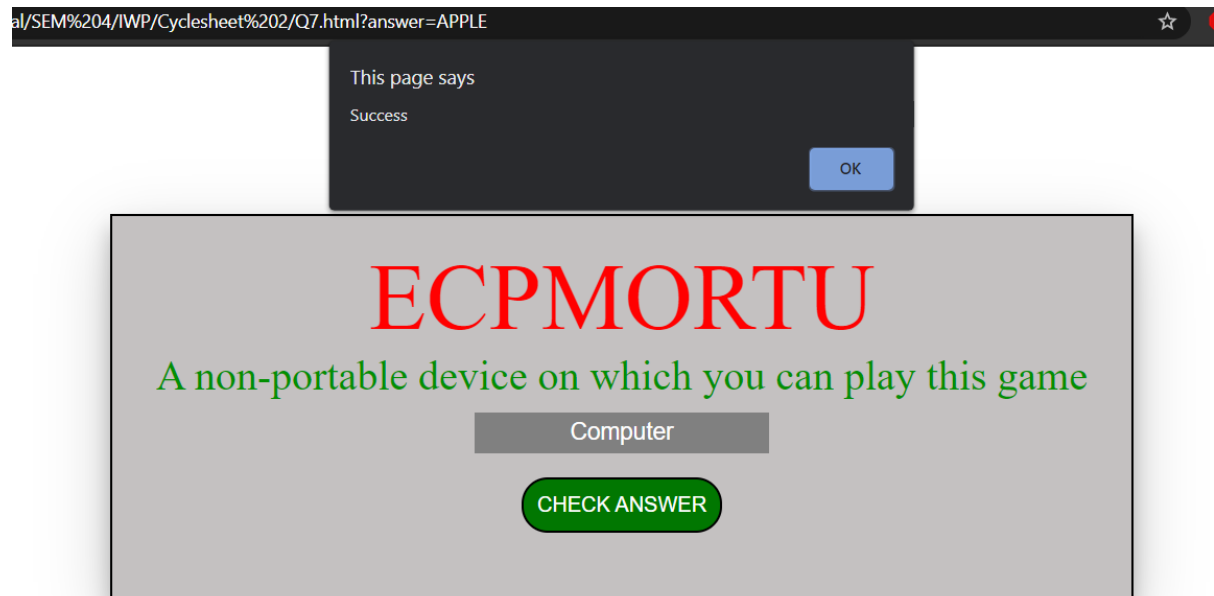 al/SEM%204/IWP/Cyclesheet%202/Q7.html?answer=APPLE
This page says
Success
OK
ECPMORTU
A non-portable device on which you can play this game
Computer
CHECK ANSWER